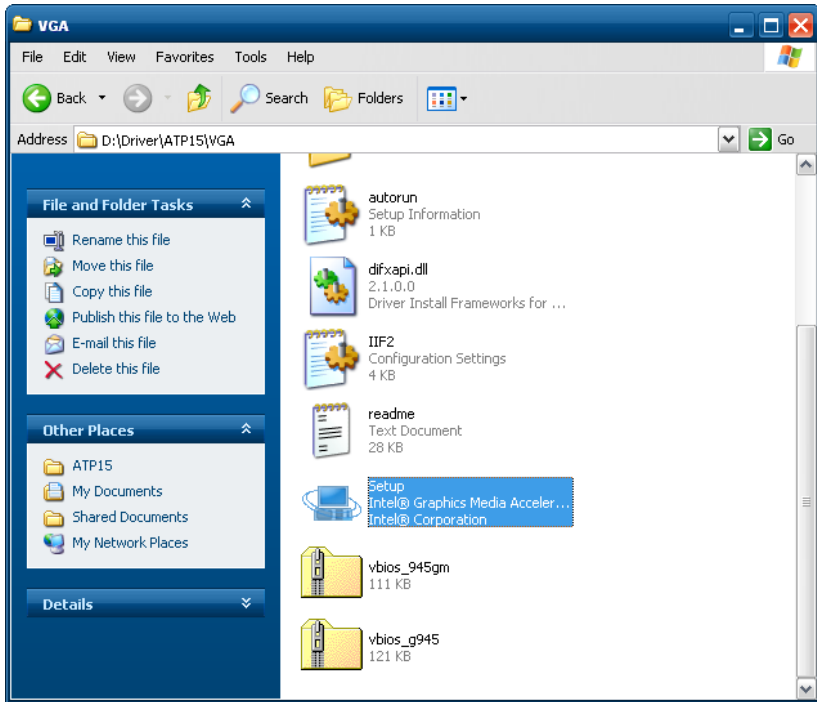 VGA
File Edit View Favorites Tools Help
Back Search Folders
Address D:\Driver\ATP15\VGA Go
File and Folder Tasks
Rename this file
Move this file
Copy this file
Publish this file to the Web
E-mail this file
Delete this file
Other Places
ATP15
My Documents
Shared Documents
My Network Places
Details
autorun
Setup Information
1 KB
difxapi.dll
2.1.0.0
Driver Install Frameworks for ...
IIF2
Configuration Settings
4 KB
readme
Text Document
28 KB
Setup
Intel® Graphics Media Acceler...
Intel® Corporation
vbios_945gm
111 KB
vbios_g945
121 KB